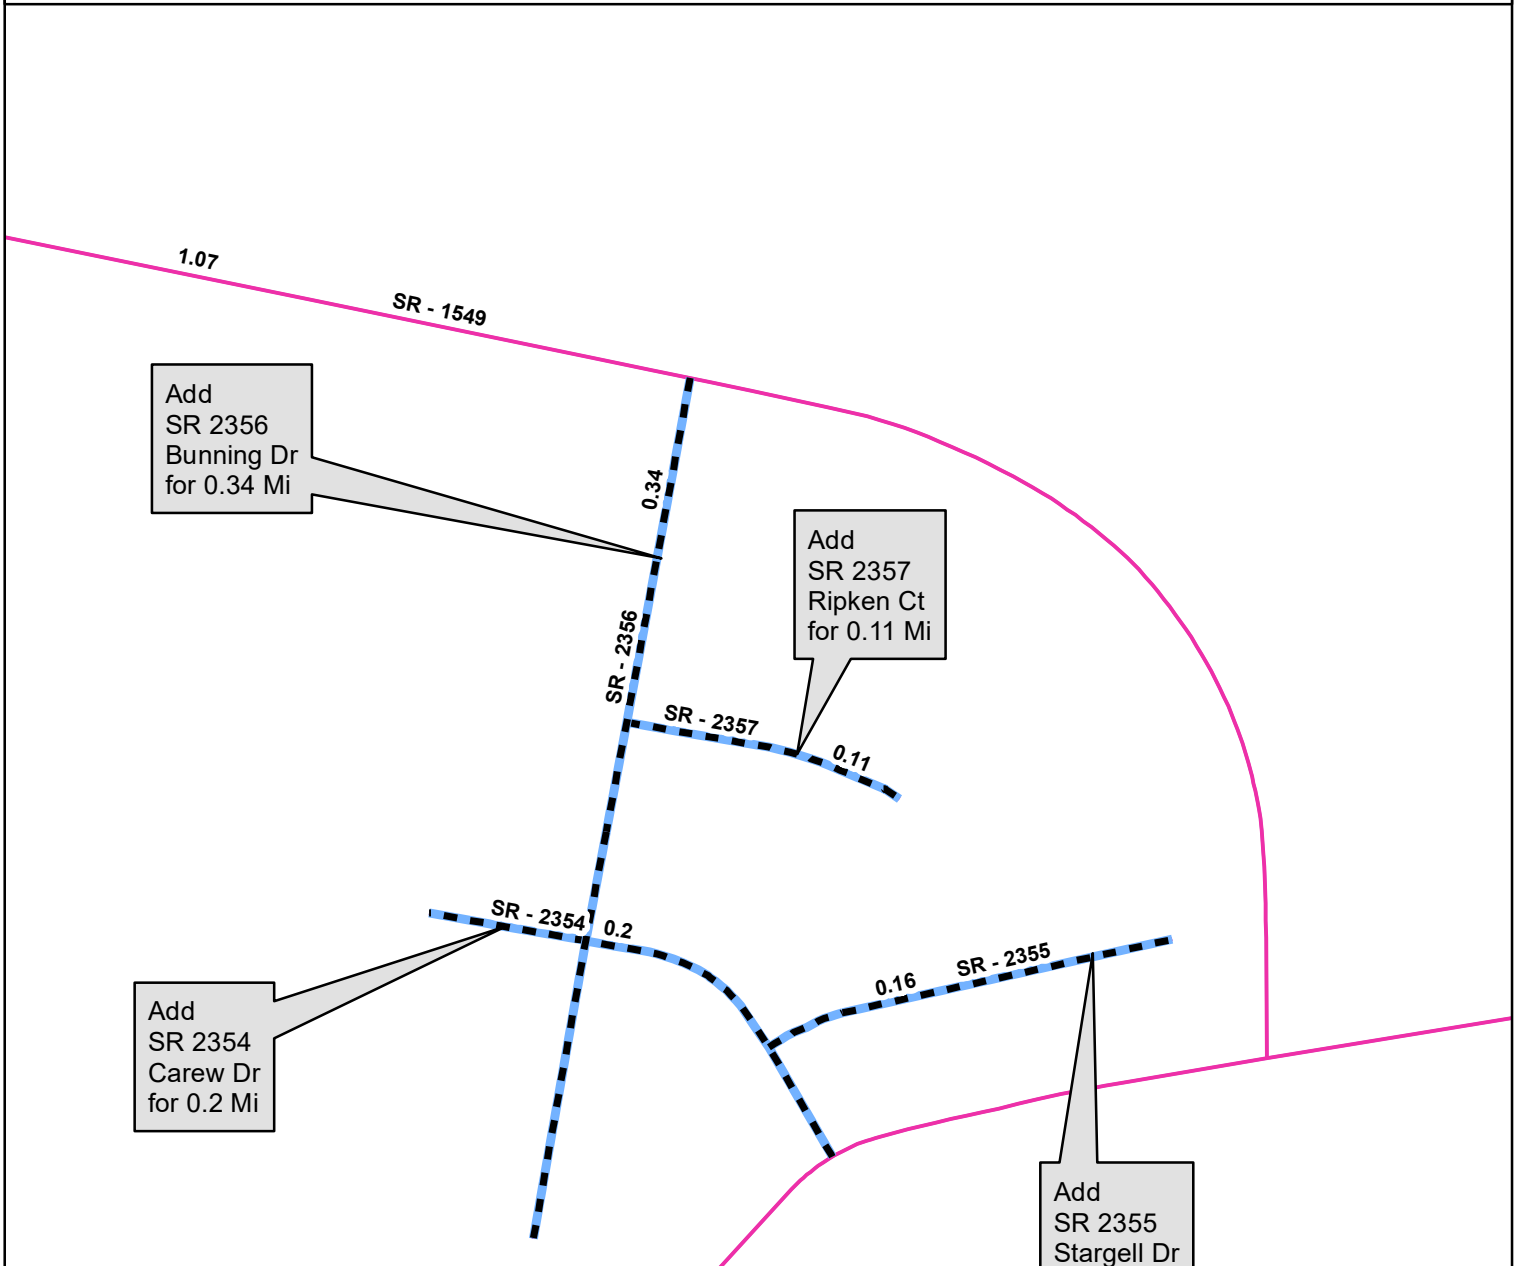 1.07
SR - 1549
Add
SR 2356
Bunning Dr
for 0.34 Mi
0.34
Add
SR 2357
Ripken Ct
for 0.11 Mi
SR - 2356
SR - 2357
0.11
SR - 2354
0.2
SR - 2355
0.16
Add
SR 2354
Carew Dr
for 0.2 Mi
Add
SR 2355
Stargell Dr